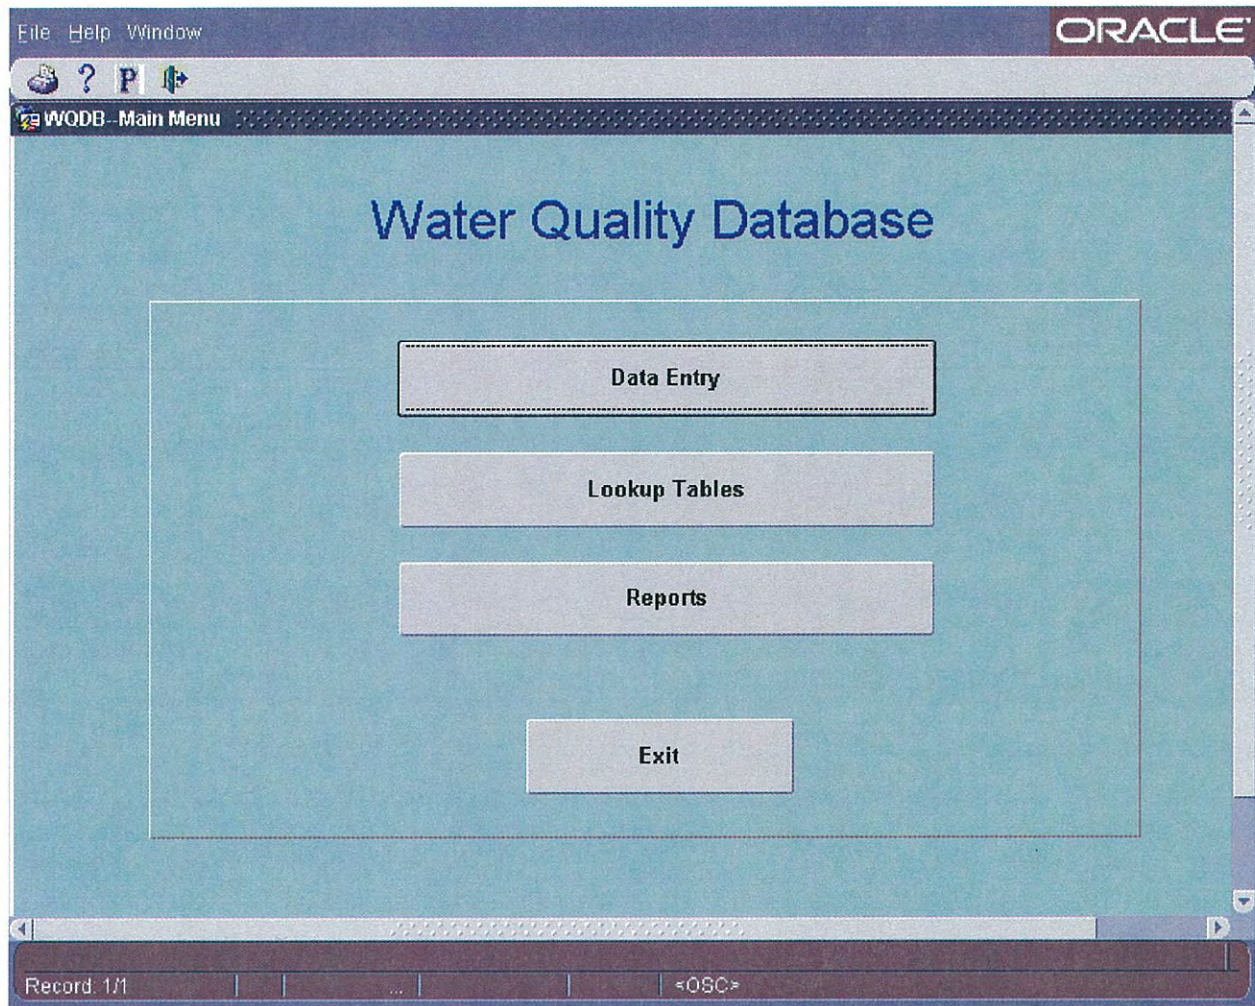 File Help Window
ORACLE
? P
WQDB--Main Menu
Water Quality Database
Data Entry
Lookup Tables
Reports
Exit
Record: 1/1 ... <OSC>